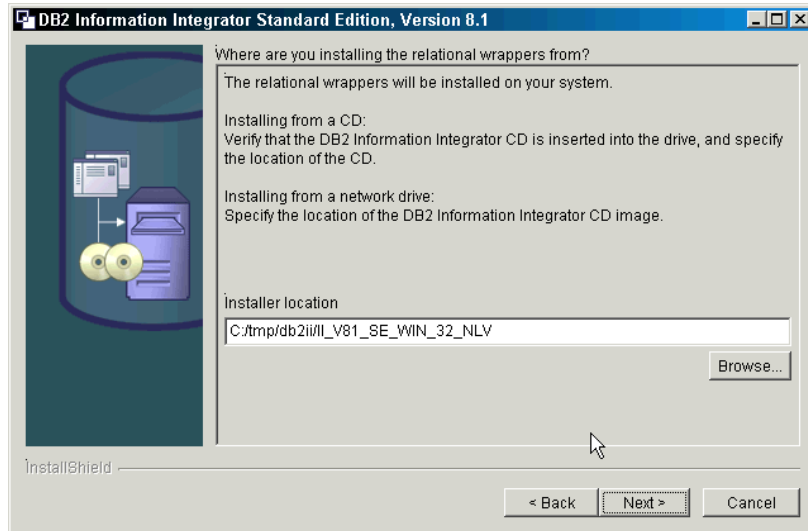 DB2 Information Integrator Standard Edition, Version 8.1
Where are you installing the relational wrappers from?
The relational wrappers will be installed on your system.
Installing from a CD:
Verify that the DB2 Information Integrator CD is inserted into the drive, and specify
the location of the CD.
Installing from a network drive:
Specify the location of the DB2 Information Integrator CD image.
Installer location
C:/tmp/db2ii/II_V81_SE_WIN_32_NLV
Browse...
InstallShield
< Back
Next >
Cancel